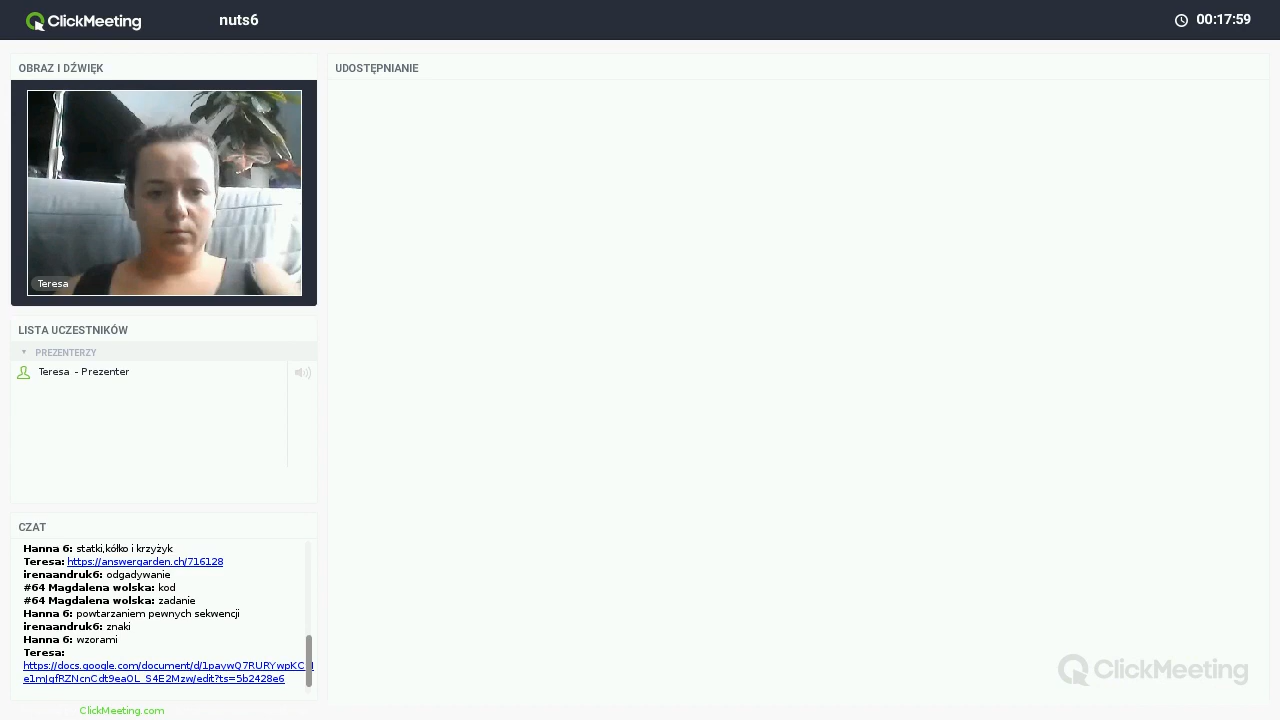 ClickMeeting
nuts6
00:17:59
OBRAZ I DŹWIĘK
Teresa
LISTA UCZESTNIKÓW
PREZENTERZY
Teresa - Prezenter
CZAT
Hanna 6: statki,kółko i krzyżyk
Teresa: https://answergarden.ch/716128
irenaandruk6: odgadywanie
#64 Magdalena wolska: kod
#64 Magdalena wolska: zadanie
Hanna 6: powtarzaniem pewnych sekwencji
irenaandruk6: znaki
Hanna 6: wzorami
Teresa:
ClickMeeting.com
UDOSTĘPNIANIE
ClickMeeting